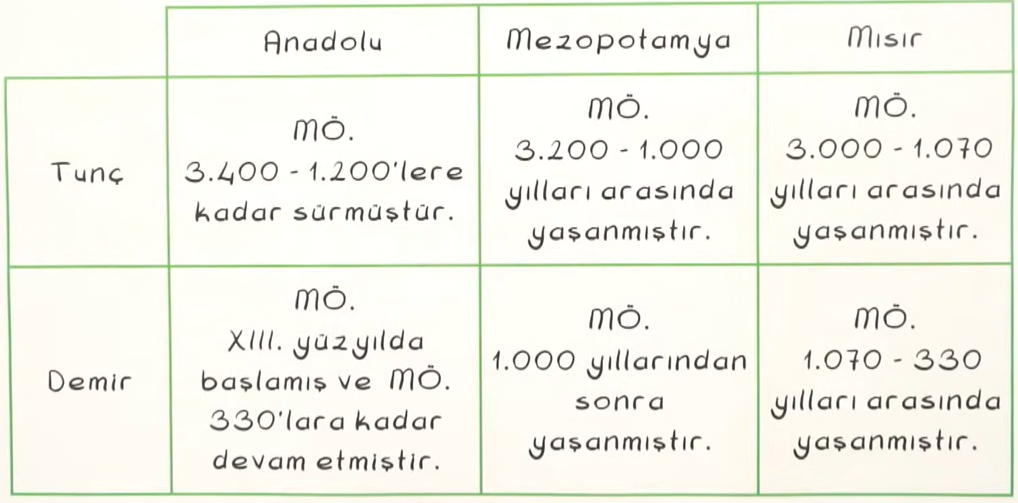 Anadolu
Mezopotamya
Mısır
Tunç
MÖ.
3.400 - 1.200'lere
kadar sürmüştür.
MÖ.
3.200 - 1.000
yılları arasında
yaşanmıştır.
MÖ.
3.000 - 1.070
yılları arasında
yaşanmıştır.
Demir
MÖ.
XIII. yüzyılda
başlamış ve MÖ.
330'lara kadar
devam etmiştir.
MÖ.
1.000 yıllarından
sonra
yaşanmıştır.
MÖ.
1.070 - 330
yılları arasında
yaşanmıştır.